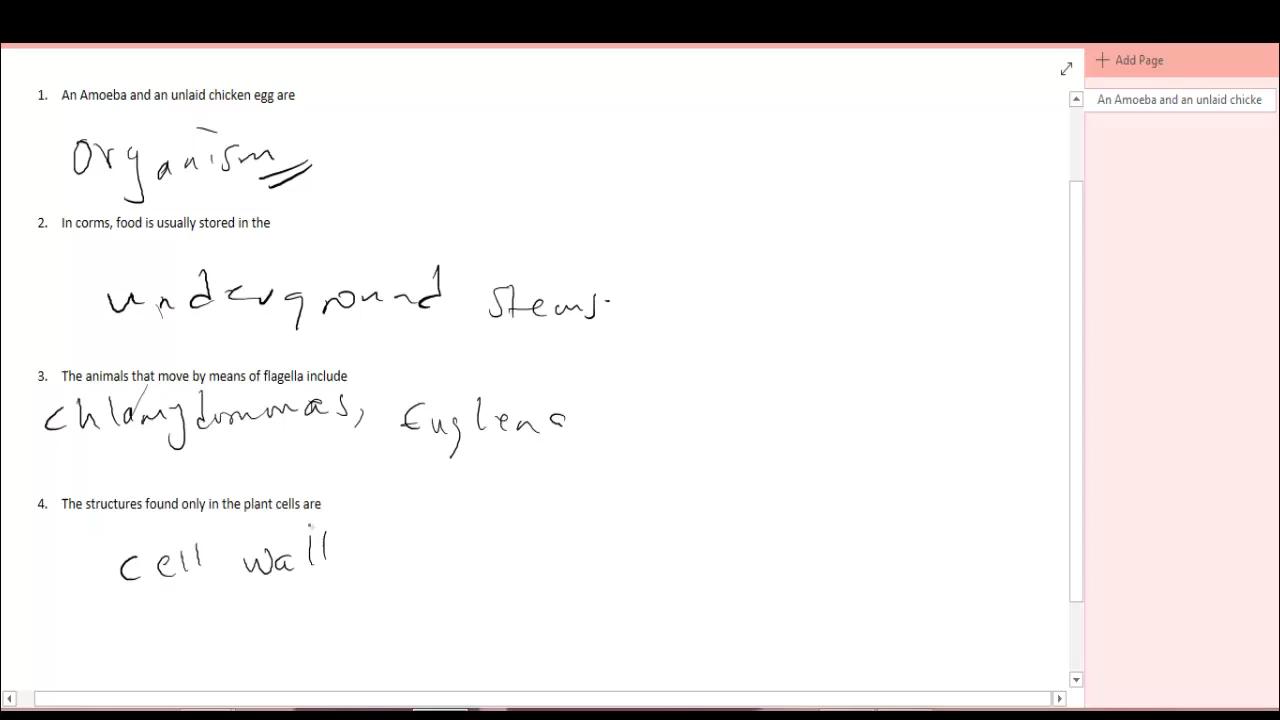 + Add Page
1. An Amoeba and an unlaid chicken egg are
An Amoeba and an unlaid chicke
Organism
2. In corms, food is usually stored in the
underground stems.
3. The animals that move by means of flagella include
Chlamydomonas, Euglena
4. The structures found only in the plant cells are
cell wall